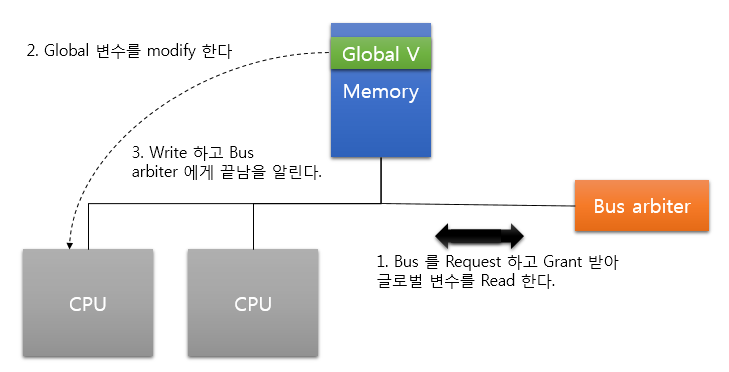 2. Global 변수를 modify 한다
Global V
Memory
3. Write 하고 Bus
arbiter 에게 끝남을 알린다.
Bus arbiter
1. Bus 를 Request 하고 Grant 받아
글로벌 변수를 Read 한다.
CPU
CPU